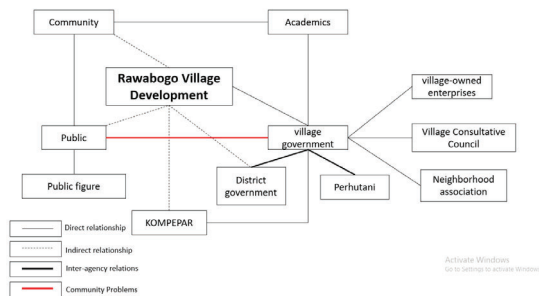 Community
Academics
Rawabogo Village
Development
village-owned
enterprises
Public
village
government
Village Consultative
Council
Public figure
District
government
Perhutani
Neighborhood
association
KOMPEPAR
Direct relationship
Indirect relationship
Inter-agency relations
Community Problems
Activate Windows
Go to Settings to activate Windows